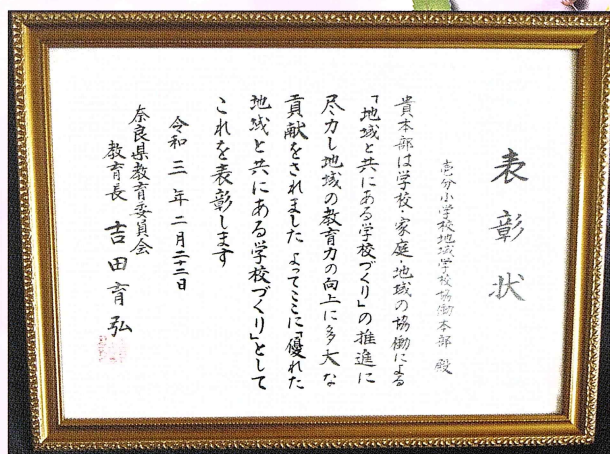 表彰状
壱分小学校地域学校協働本部 殿
貴本部は学校・家庭地域の協働による
「地域と共にある学校づくり」の推進に
尽力し地域の教育力の向上に多大な
貢献をされました よってここに「優れた
地域と共にある学校づくり」として
これを表彰します
令和三年二月二十二日
奈良県教育委員会
教育長 吉田育弘